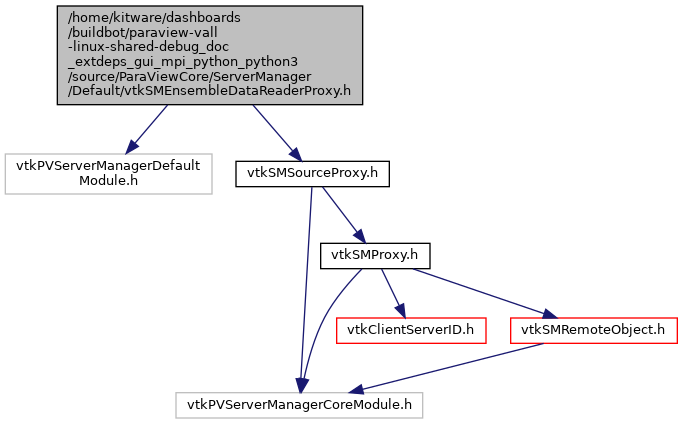 /home/kitware/dashboards
/buildbot/paraview-vall
-linux-shared-debug_doc
_extdeps_gui_mpi_python_python3
/source/ParaViewCore/ServerManager
/Default/vtkSMEnsembleDataReaderProxy.h
vtkPVServerManagerDefault
Module.h
vtkSMSourceProxy.h
vtkSMProxy.h
vtkClientServerID.h
vtkSMRemoteObject.h
vtkPVServerManagerCoreModule.h